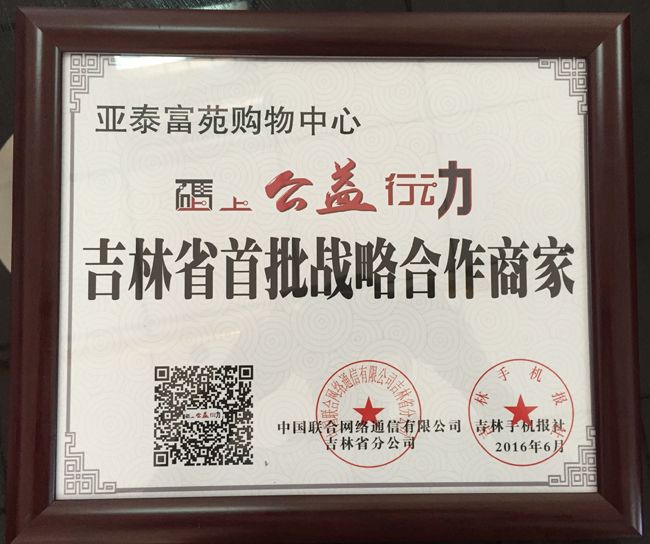 亚泰富苑购物中心
码上公益行动力
吉林省首批战略合作商家
中国联合网络通信有限公司
吉林省分公司
吉林手机报社
2016年6月